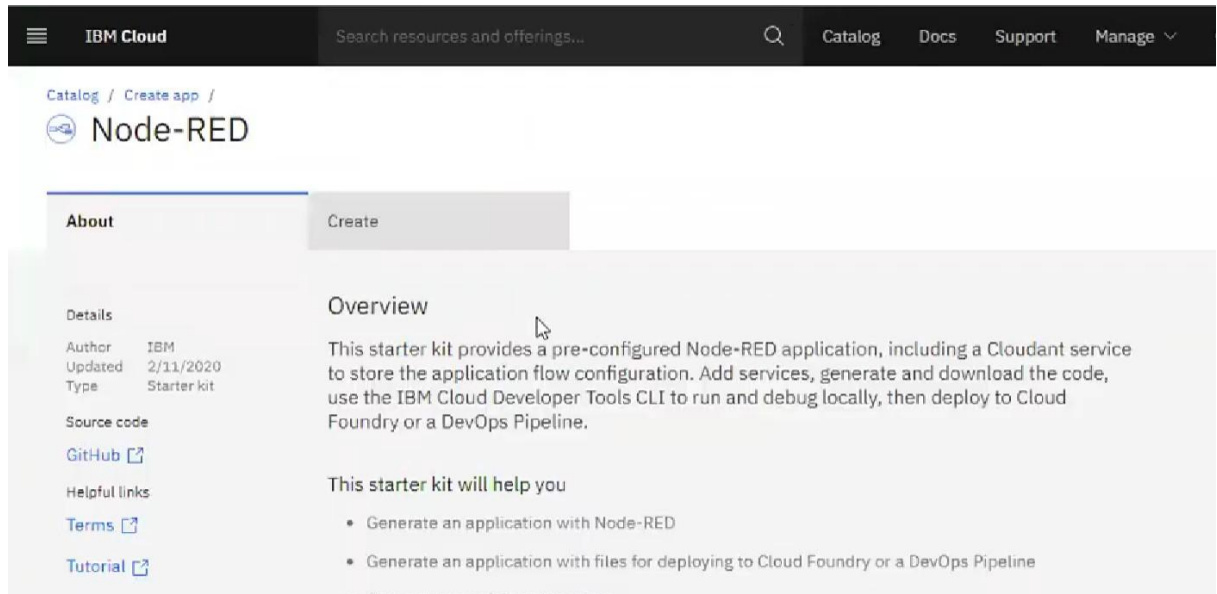 IBM Cloud
Search resources and offerings...
Catalog
Docs
Support
Manage
Catalog / Create app /
Node-RED
About
Create
Details
Author IBM
Updated 2/11/2020
Type Starter kit
Source code
GitHub
Helpful links
Terms
Tutorial
Overview
This starter kit provides a pre-configured Node-RED application, including a Cloudant service
to store the application flow configuration. Add services, generate and download the code,
use the IBM Cloud Developer Tools CLI to run and debug locally, then deploy to Cloud
Foundry or a DevOps Pipeline.
This starter kit will help you
• Generate an application with Node-RED
• Generate an application with files for deploying to Cloud Foundry or a DevOps Pipeline